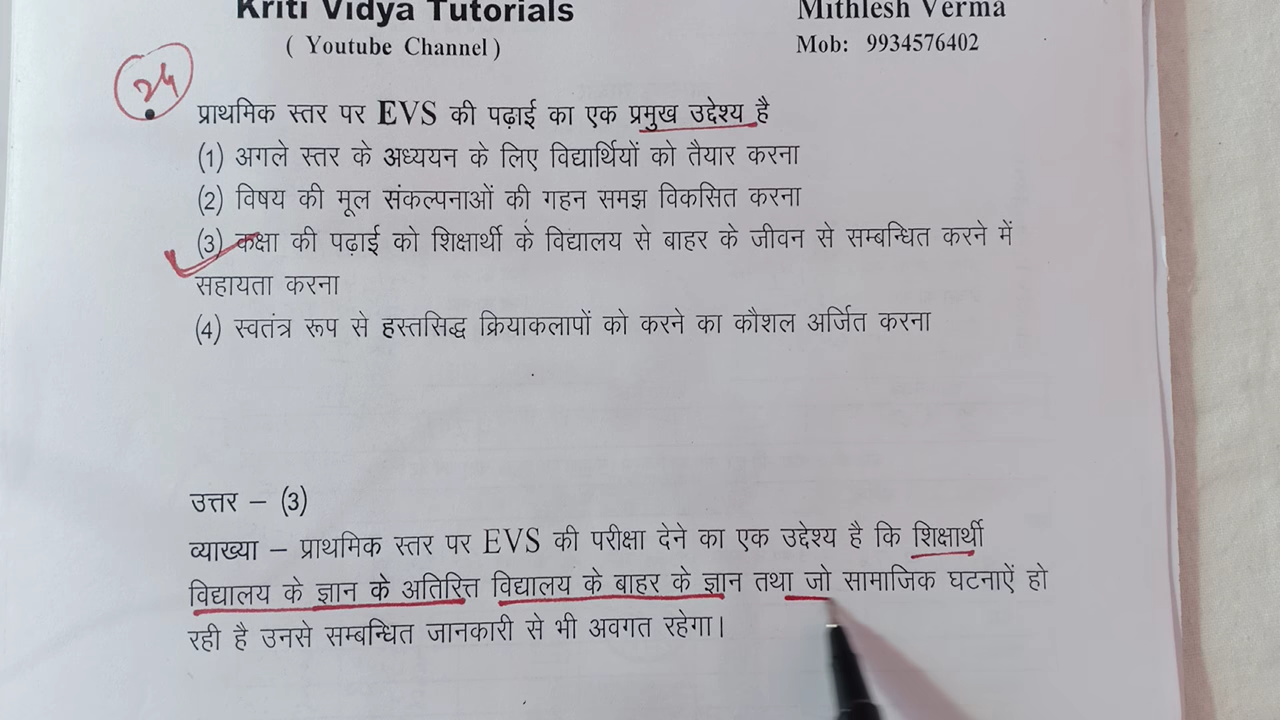 Kriti Vidya Tutorials
Mithlesh Verma
( Youtube Channel )
Mob: 9934576402
24
प्राथमिक स्तर पर EVS की पढ़ाई का एक प्रमुख उद्देश्य है
(1) अगले स्तर के अध्ययन के लिए विद्यार्थियों को तैयार करना
(2) विषय की मूल संकल्पनाओं की गहन समझ विकसित करना
(3) कक्षा की पढ़ाई को शिक्षार्थी के विद्यालय से बाहर के जीवन से सम्बन्धित करने में
सहायता करना
(4) स्वतंत्र रूप से हस्तसिद्ध क्रियाकलापों को करने का कौशल अर्जित करना
उत्तर – (3)
व्याख्या – प्राथमिक स्तर पर EVS की परीक्षा देने का एक उद्देश्य है कि शिक्षार्थी
विद्यालय के ज्ञान के अतिरित्त विद्यालय के बाहर के ज्ञान तथा जो सामाजिक घटनाऐं हो
रही है उनसे सम्बन्धित जानकारी से भी अवगत रहेगा।